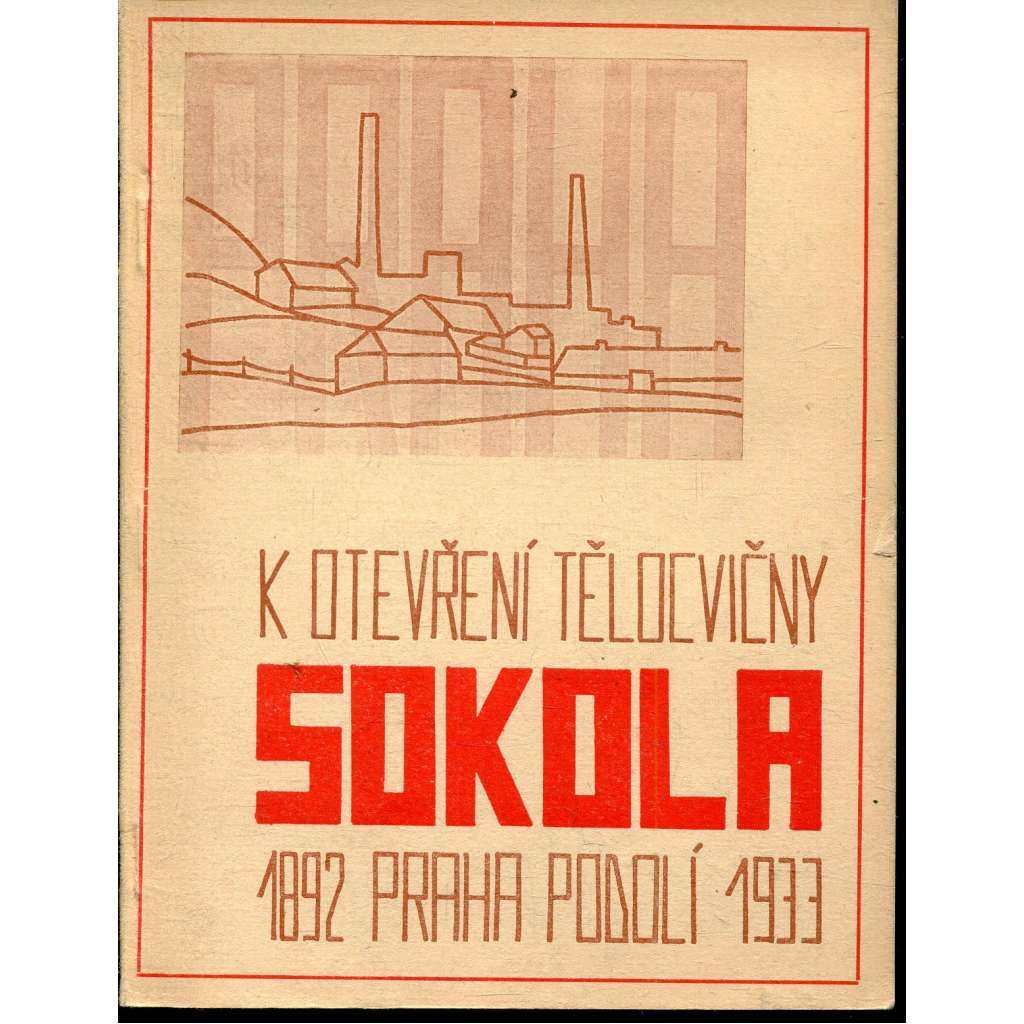 K OTEVŘENÍ TĚLOCVIČNY
SOKOLA
1892 PRAHA PODOLÍ 1933